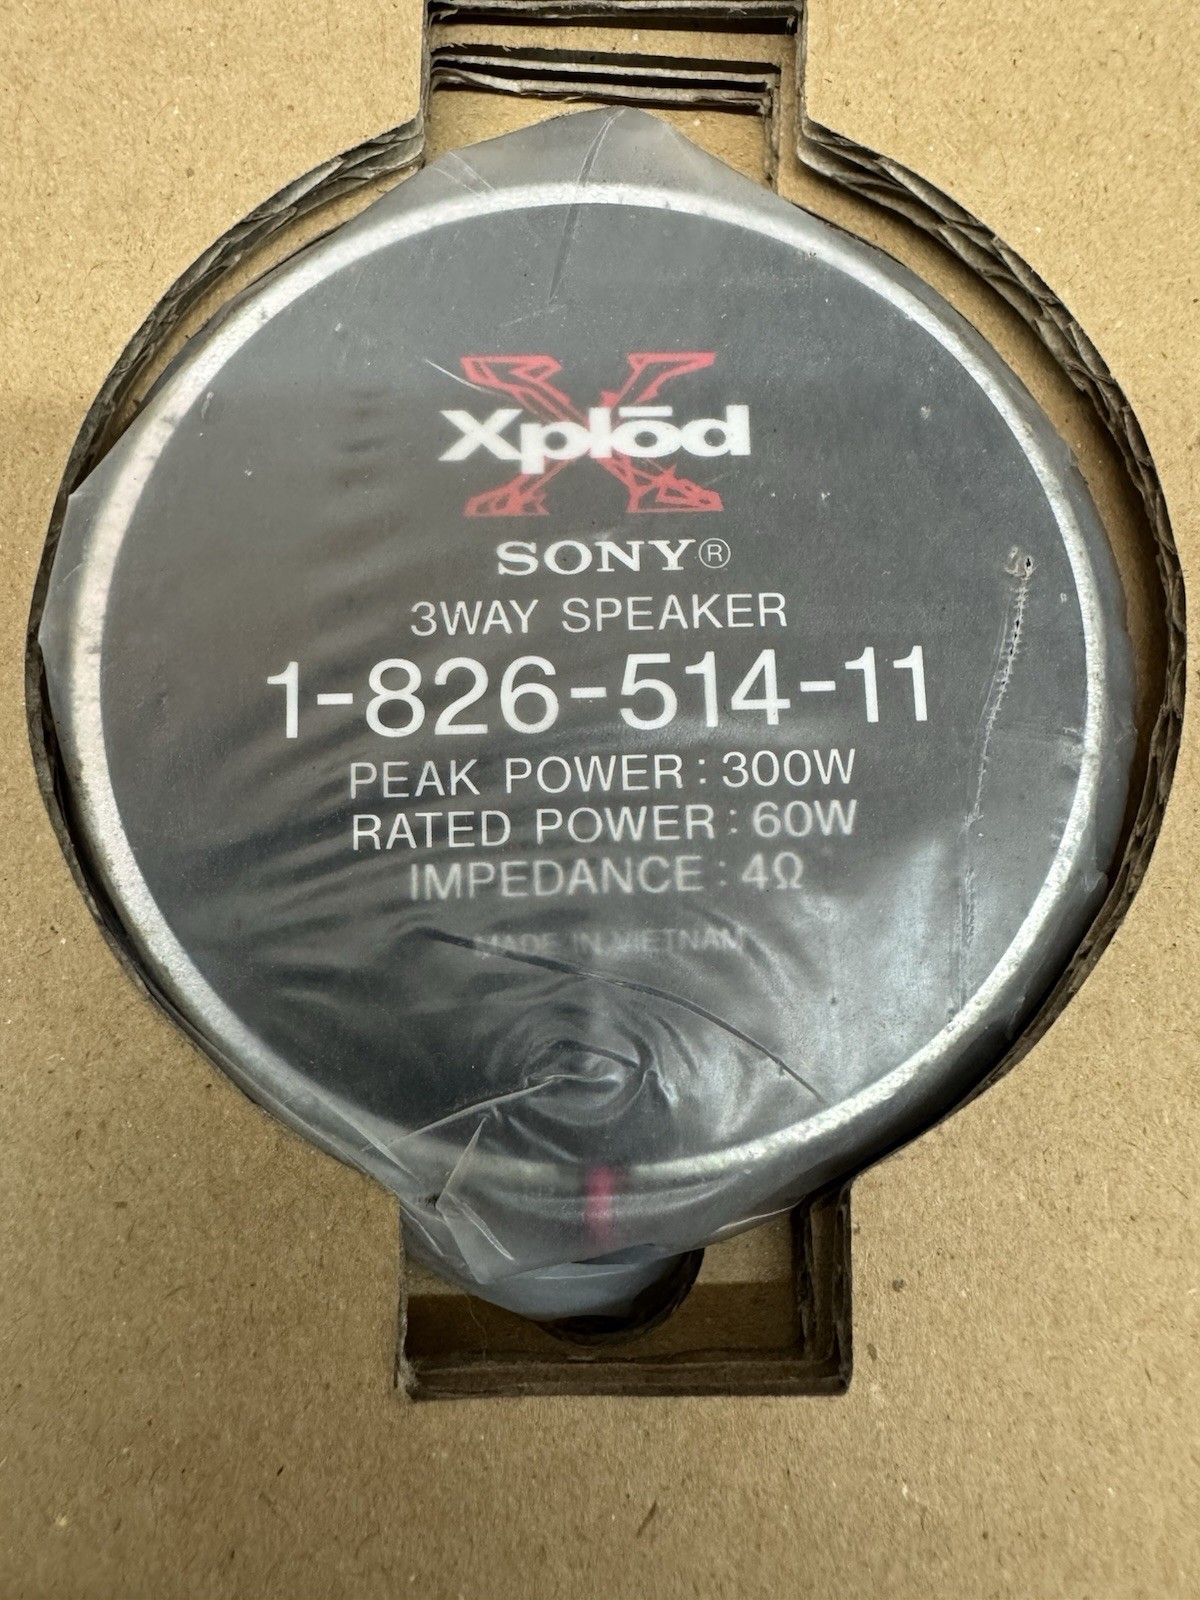 Xplōd
SONY®
3WAY SPEAKER
1-826-514-11
PEAK POWER : 300W
RATED POWER : 60W
IMPEDANCE : 4Ω
MADE IN VIETNAM